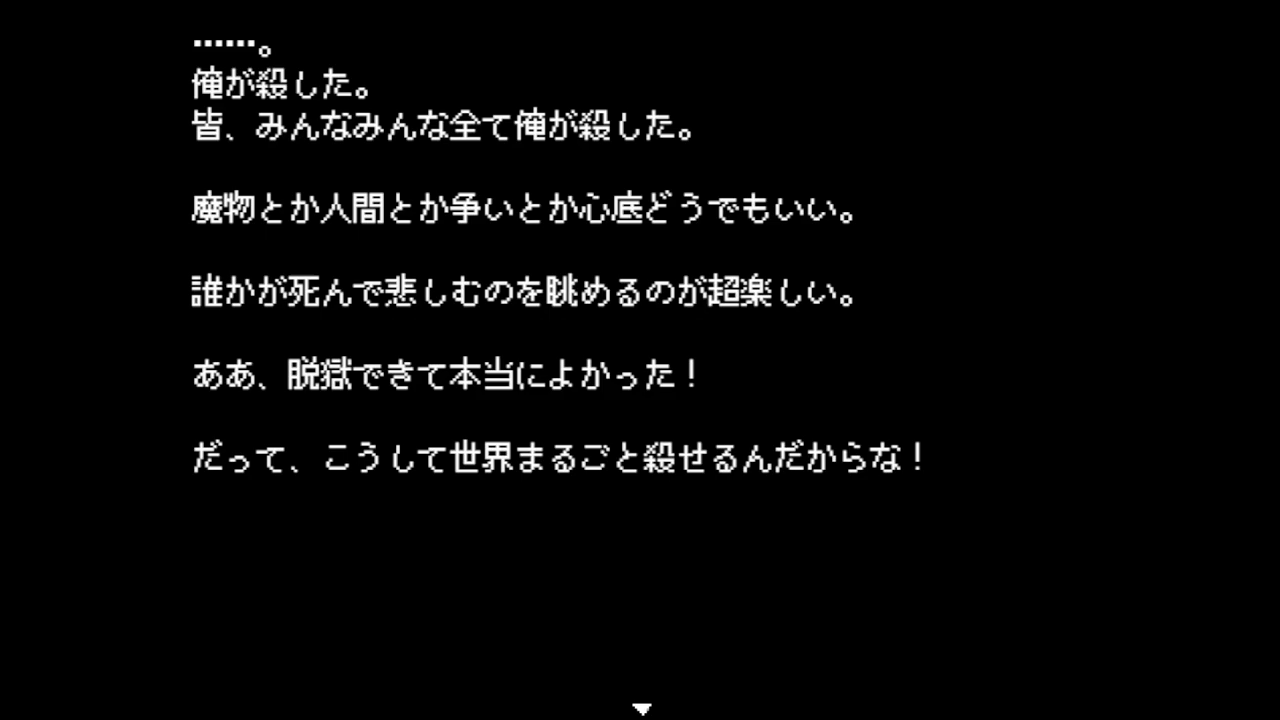 ……。
俺が殺した。
皆、みんなみんな全て俺が殺した。
魔物とか人間とか争いとか心底どうでもいい。
誰かが死んで悲しむのを眺めるのが超楽しい。
ああ、脱獄できて本当によかった！
だって、こうして世界まるごと殺せるんだからな！